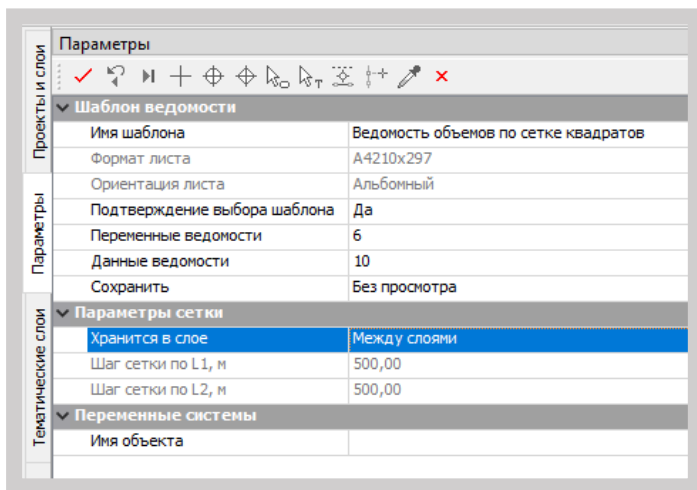 Параметры
Шаблон ведомости
Имя шаблона Ведомость объемов по сетке квадратов
Формат листа A4210x297
Ориентация листа Альбомный
Подтверждение выбора шаблона Да
Переменные ведомости 6
Данные ведомости 10
Сохранить Без просмотра
Параметры сетки
Хранится в слое Между слоями
Шаг сетки по L1, м 500,00
Шаг сетки по L2, м 500,00
Переменные системы
Имя объекта
Проекты и слои
Параметры
Тематические слои